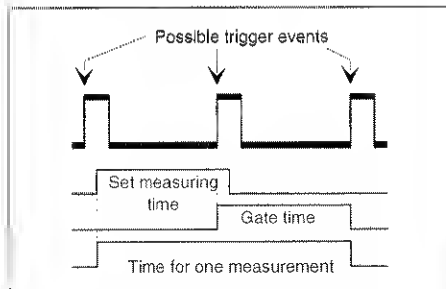 Possible trigger events
Set measuring
time
Gate time
Time for one measurement